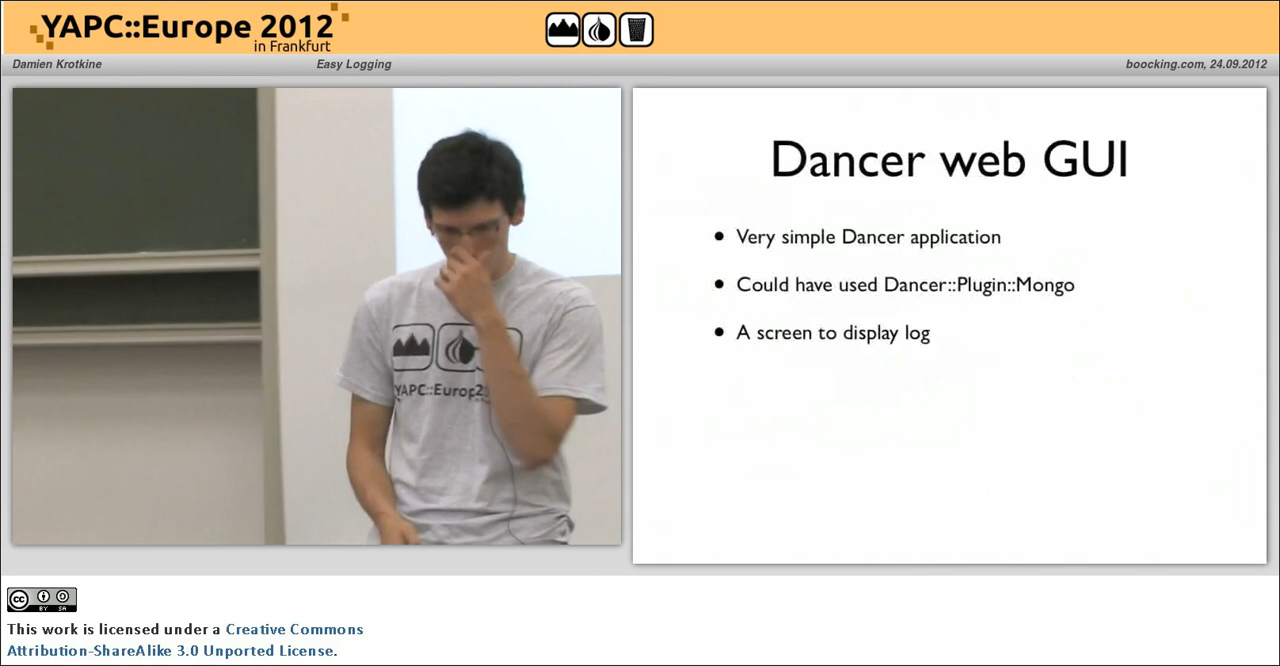 YAPC::Europe 2012
in Frankfurt
Damien Krotkine
Easy Logging
boocking.com, 24.09.2012
Dancer web GUI
• Very simple Dancer application
• Could have used Dancer::Plugin::Mongo
• A screen to display log
YAPC::Europ
cc
BY SA
This work is licensed under a Creative Commons
Attribution-ShareAlike 3.0 Unported License.